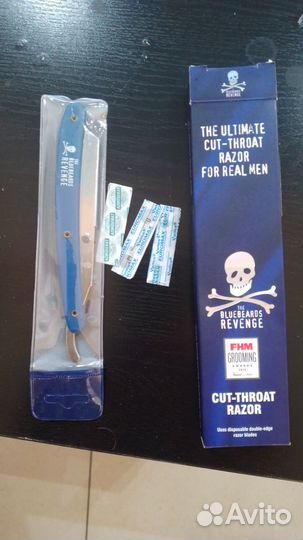 THE
BLUEBEARDS
REVENGE
THE ULTIMATE
CUT-THROAT
RAZOR
FOR REAL MEN
THE
BLUEBEARDS
REVENGE
FHM
GROOMING
AWARDS
CUT-THROAT
RAZOR
Uses disposable double-edge
razor blades
Avito